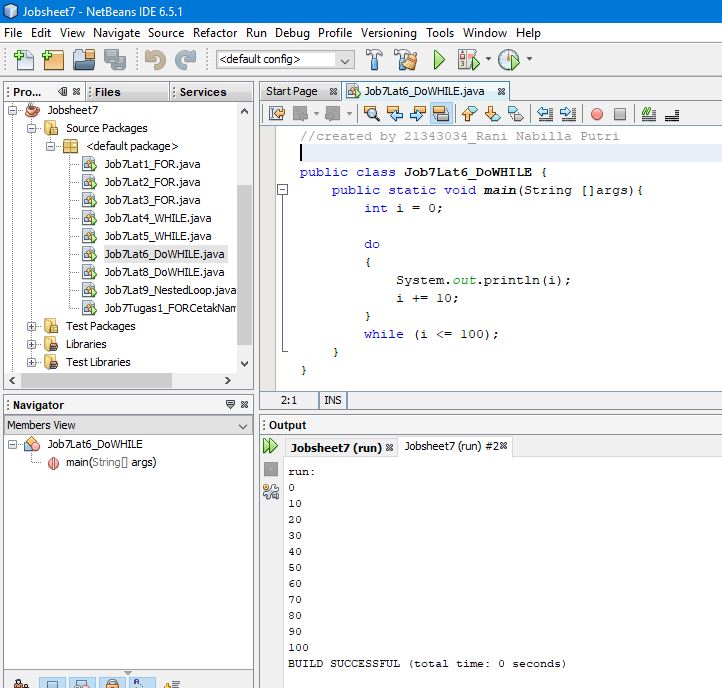 Jobsheet7 - NetBeans IDE 6.5.1
File Edit View Navigate Source Refactor Run Debug Profile Versioning Tools Window Help
<default config>
Pro... Files Services
Jobsheet7
Source Packages
<default package>
Job7Lat1_FOR.java
Job7Lat2_FOR.java
Job7Lat3_FOR.java
Job7Lat4_WHILE.java
Job7Lat5_WHILE.java
Job7Lat6_DoWHILE.java
Job7Lat8_DoWHILE.java
Job7Lat9_NestedLoop.java
Job7Tugas1_FORCetakNam
Test Packages
Libraries
Test Libraries
Navigator
Members View
Job7Lat6_DoWHILE
main(String[] args)
Start Page Job7Lat6_DoWHILE.java
//created by 21343034_Rani Nabilla Putri
public class Job7Lat6_DoWHILE {
public static void main(String []args){
int i = 0;
do
{
System.out.println(i);
i += 10;
}
while (i <= 100);
}
}
2:1 INS
Output
Jobsheet7 (run) Jobsheet7 (run) #2
run:
0
10
20
30
40
50
60
70
80
90
100
BUILD SUCCESSFUL (total time: 0 seconds)